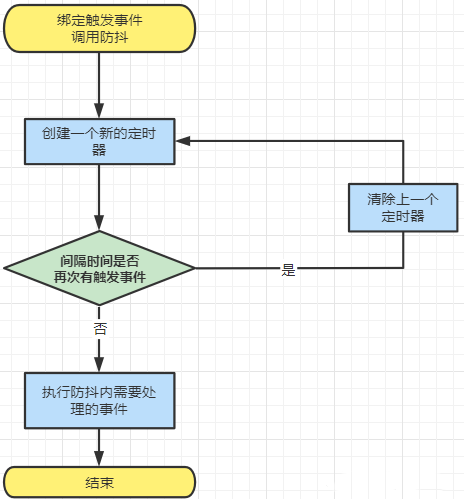 绑定触发事件
调用防抖
创建一个新的定时
器
清除上一个
定时器
间隔时间是否
再次有触发事件
是
否
执行防抖内需要处
理的事件
结束